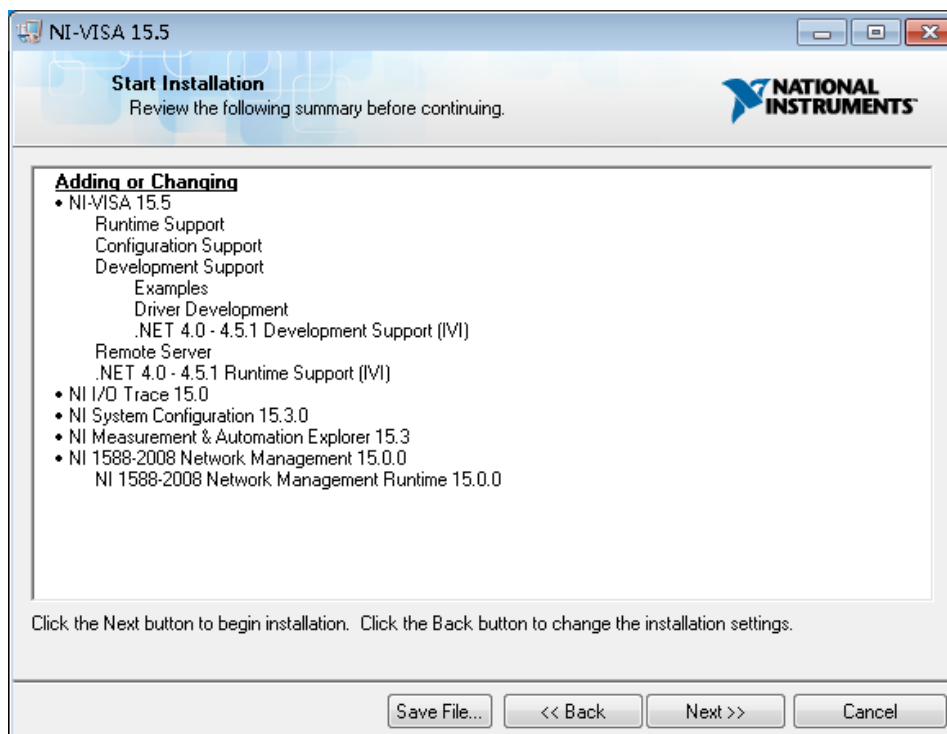 NI-VISA 15.5
Start Installation
Review the following summary before continuing.
NATIONAL
INSTRUMENTS™
Adding or Changing
• NI-VISA 15.5
Runtime Support
Configuration Support
Development Support
Examples
Driver Development
.NET 4.0 - 4.5.1 Development Support (IVI)
Remote Server
.NET 4.0 - 4.5.1 Runtime Support (IVI)
• NI I/O Trace 15.0
• NI System Configuration 15.3.0
• NI Measurement & Automation Explorer 15.3
• NI 1588-2008 Network Management 15.0.0
NI 1588-2008 Network Management Runtime 15.0.0
Click the Next button to begin installation. Click the Back button to change the installation settings.
Save File... << Back Next >> Cancel